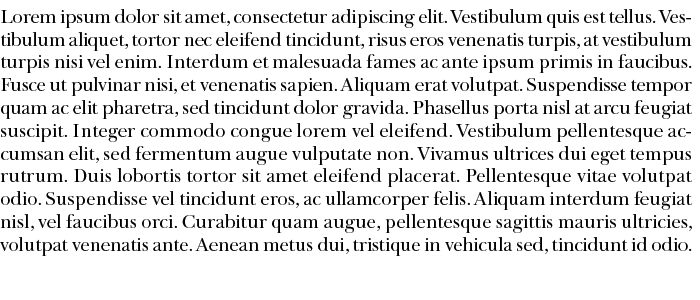 Lorem ipsum dolor sit amet, consectetur adipiscing elit. Vestibulum quis est tellus. Ves-
tibulum aliquet, tortor nec eleifend tincidunt, risus eros venenatis turpis, at vestibulum
turpis nisi vel enim. Interdum et malesuada fames ac ante ipsum primis in faucibus.
Fusce ut pulvinar nisi, et venenatis sapien. Aliquam erat volutpat. Suspendisse tempor
quam ac elit pharetra, sed tincidunt dolor gravida. Phasellus porta nisl at arcu feugiat
suscipit. Integer commodo congue lorem vel eleifend. Vestibulum pellentesque ac-
cumsan elit, sed fermentum augue vulputate non. Vivamus ultrices dui eget tempus
rutrum. Duis lobortis tortor sit amet eleifend placerat. Pellentesque vitae volutpat
odio. Suspendisse vel tincidunt eros, ac ullamcorper felis. Aliquam interdum feugiat
nisl, vel faucibus orci. Curabitur quam augue, pellentesque sagittis mauris ultricies,
volutpat venenatis ante. Aenean metus dui, tristique in vehicula sed, tincidunt id odio.